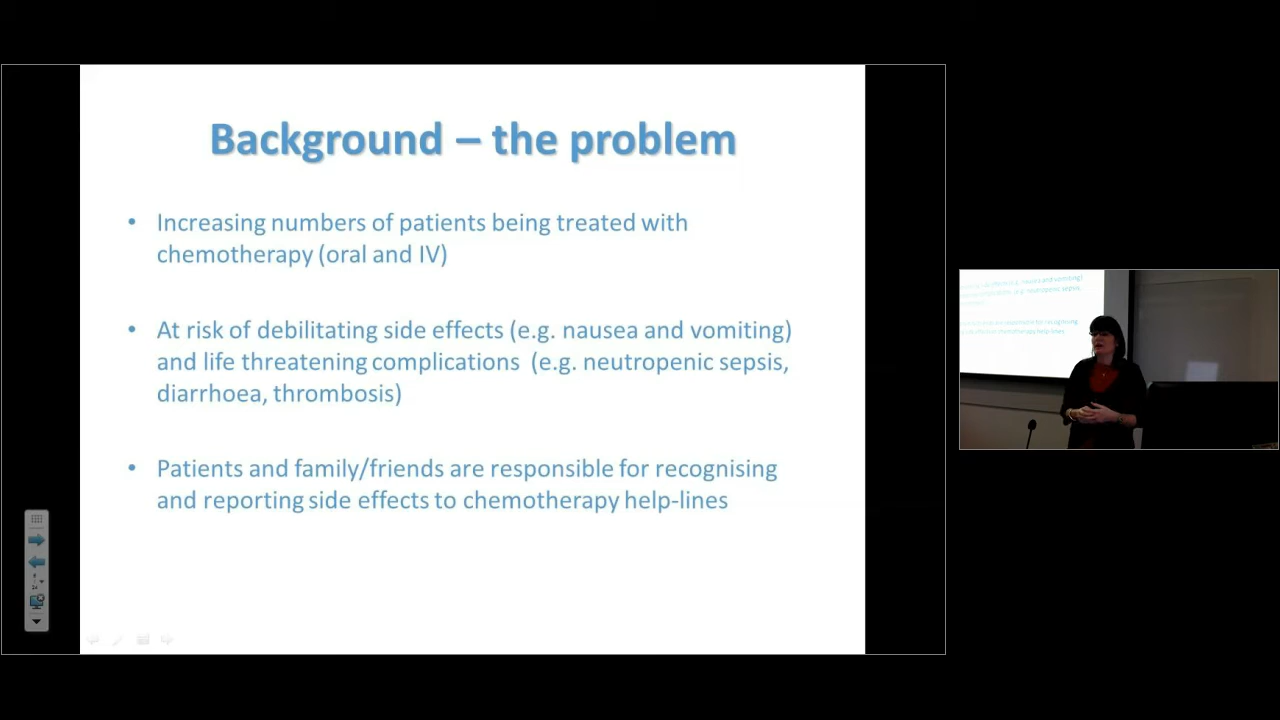 Background – the problem
• Increasing numbers of patients being treated with
chemotherapy (oral and IV)
• At risk of debilitating side effects (e.g. nausea and vomiting)
and life threatening complications  (e.g. neutropenic sepsis,
diarrhoea, thrombosis)
• Patients and family/friends are responsible for recognising
and reporting side effects to chemotherapy help-lines